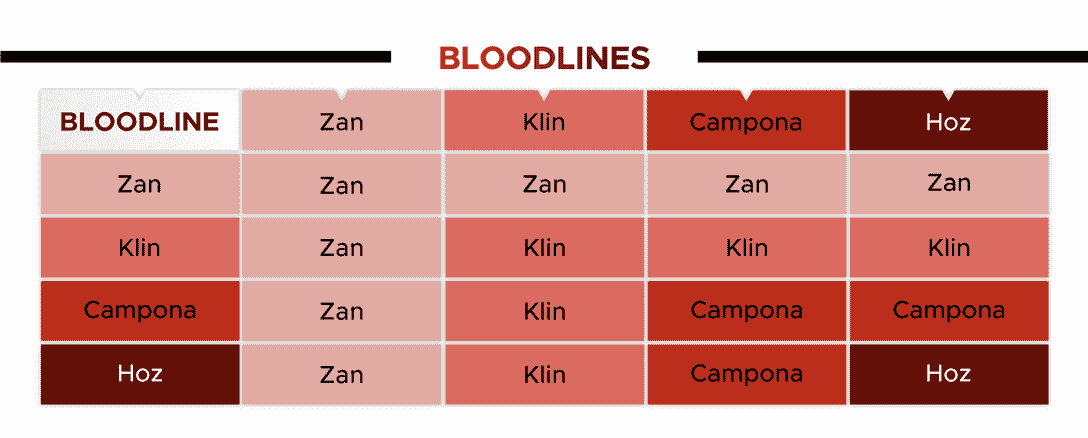 BLOODLINES
BLOODLINE Zan Klin Campona Hoz
Zan Zan Zan Zan Zan
Klin Zan Klin Klin Klin
Campona Zan Klin Campona Campona
Hoz Zan Klin Campona Hoz